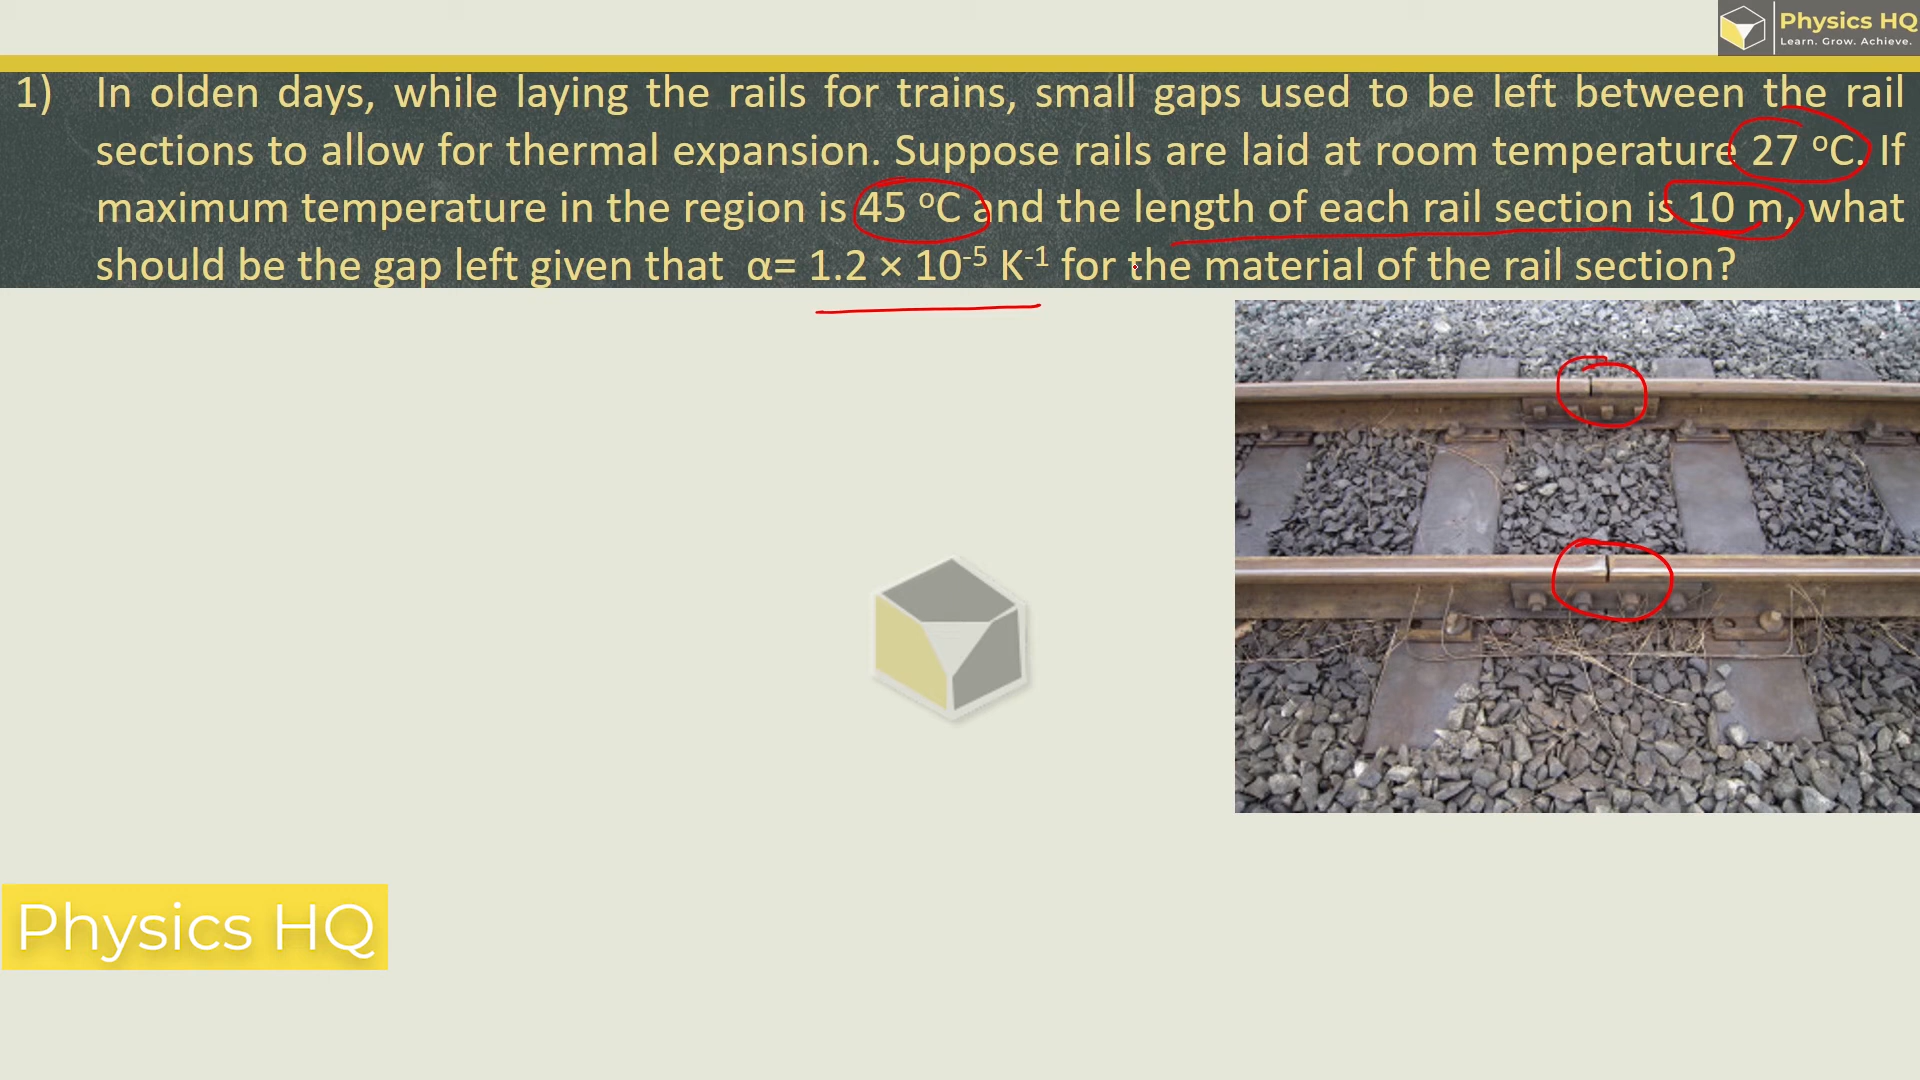 Physics HQ
Learn. Grow. Achieve.
1) In olden days, while laying the rails for trains, small gaps used to be left between the rail
sections to allow for thermal expansion. Suppose rails are laid at room temperature 27 ºC. If
maximum temperature in the region is 45 ºC and the length of each rail section is 10 m, what
should be the gap left given that α= 1.2 × 10⁻⁵ K⁻¹ for the material of the rail section?
Physics HQ